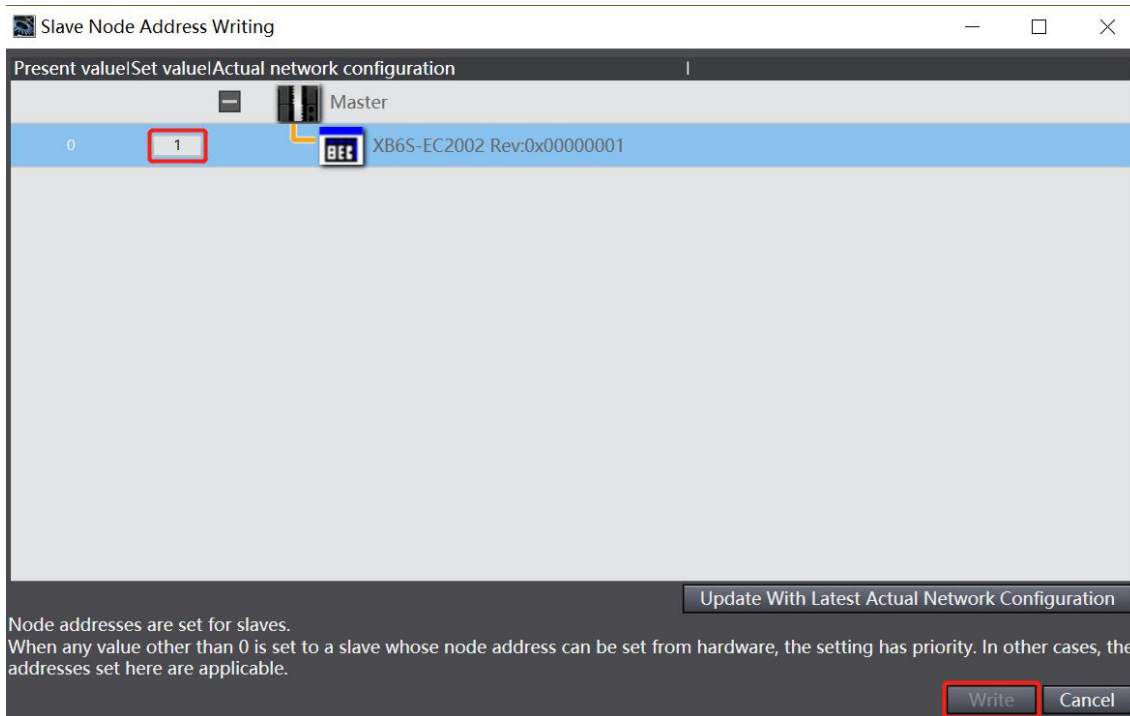 Slave Node Address Writing
Present value|Set value|Actual network configuration |
Master
0 1 XB6S-EC2002 Rev:0x00000001
Update With Latest Actual Network Configuration
Node addresses are set for slaves.
When any value other than 0 is set to a slave whose node address can be set from hardware, the setting has priority. In other cases, the
addresses set here are applicable.
Write Cancel